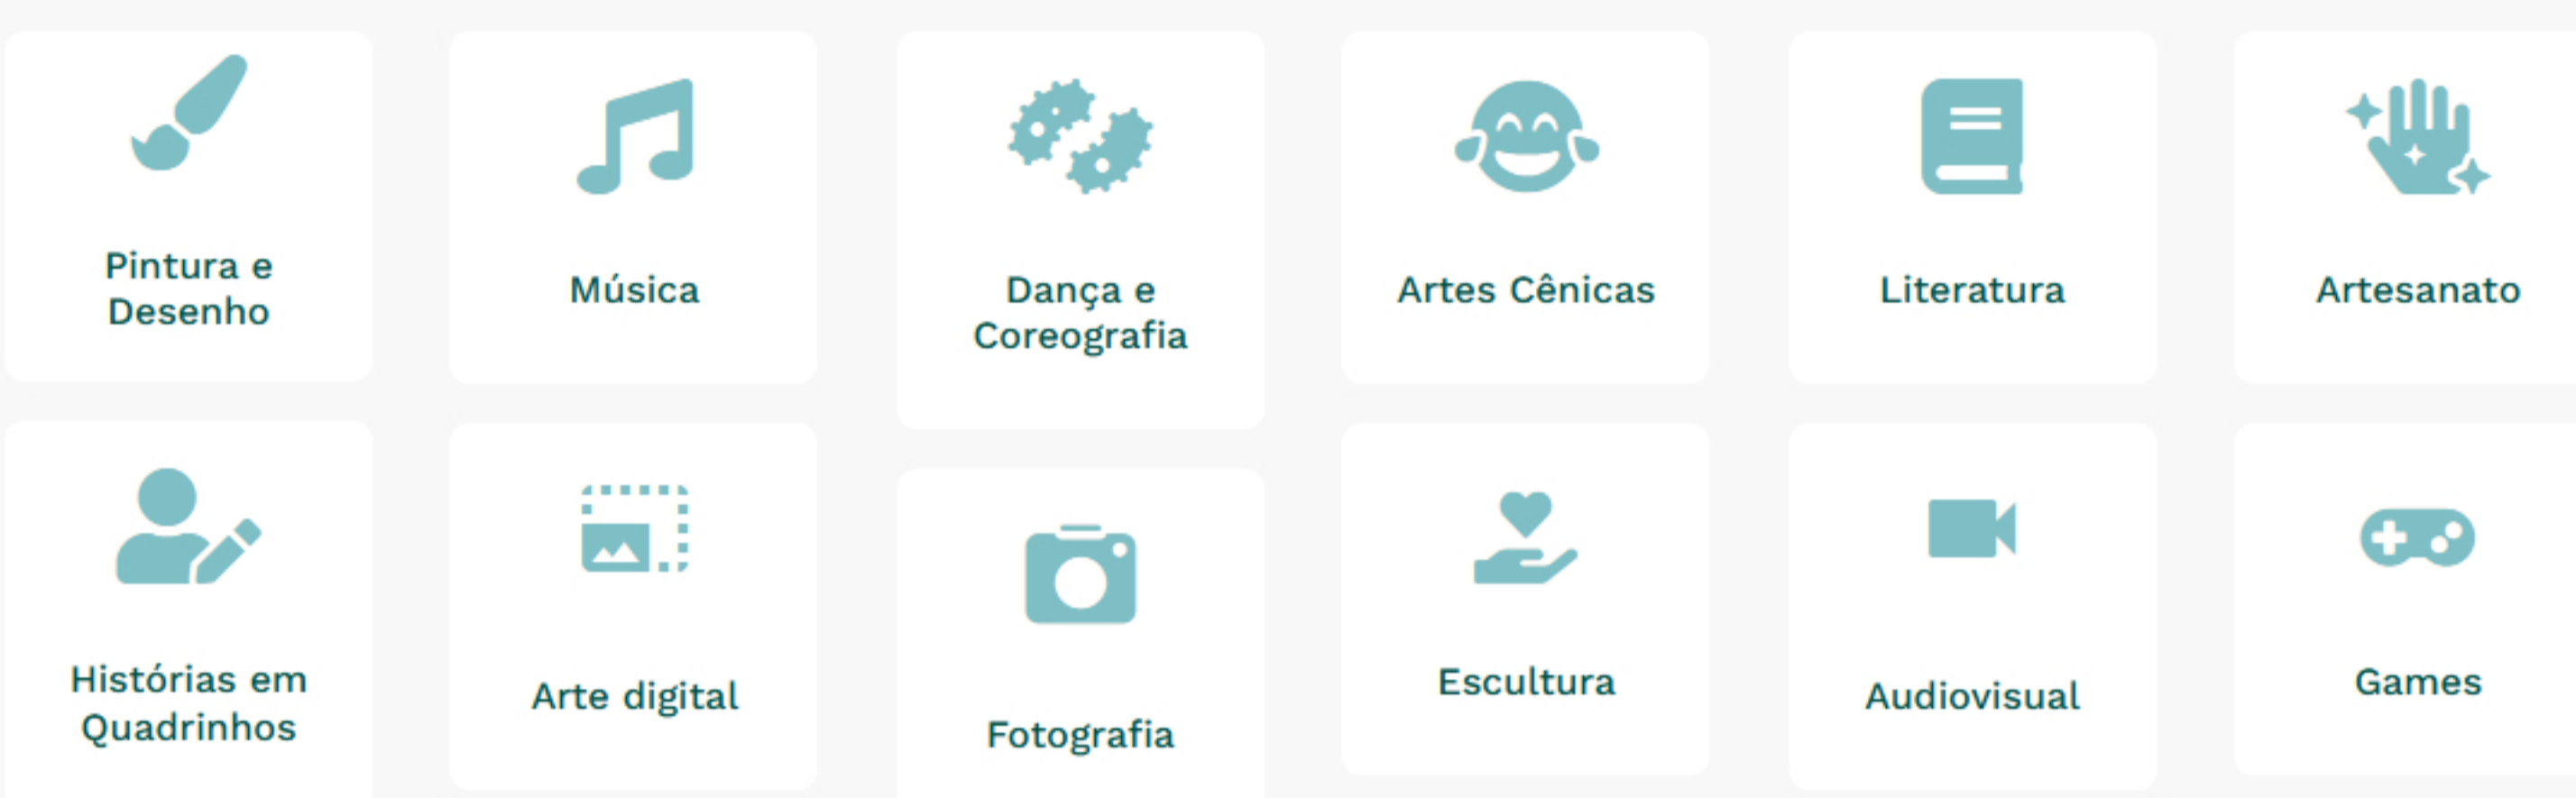 Pintura e
Desenho
Música
Dança e
Coreografia
Artes Cênicas
Literatura
Artesanato
Histórias em
Quadrinhos
Arte digital
Fotografia
Escultura
Audiovisual
Games